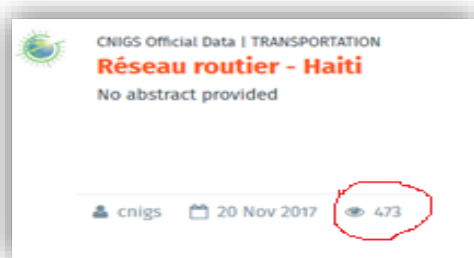 CNIGS Official Data | TRANSPORTATION
Réseau routier - Haiti
No abstract provided
cnigs 20 Nov 2017 473